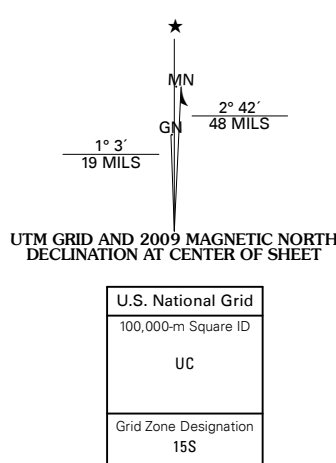 ★
MN
GN
2° 42´
48 MILS
1° 3´
19 MILS
UTM GRID AND 2009 MAGNETIC NORTH
DECLINATION AT CENTER OF SHEET
U.S. National Grid
100,000-m Square ID
UC
Grid Zone Designation
15S